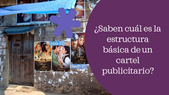 ¿Saben cuál es la
estructura
básica de un
cartel
publicitario?